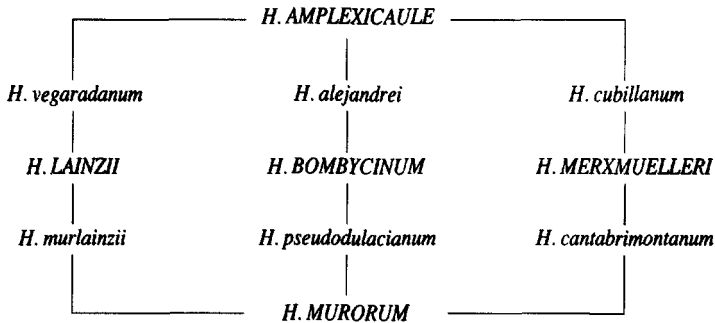 H. AMPLEXICAULE
H. vegaradanum H. alejandrei H. cubillanum
H. LAINZII H. BOMBYCINUM H. MERXMUELLERI
H. murlainzii H. pseudodulacianum H. cantabrimontanum
H. MURORUM